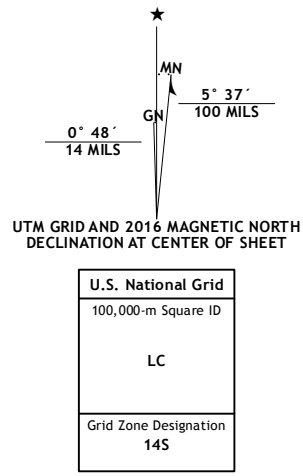 MN
GN
5° 37´
100 MILS
0° 48´
14 MILS
UTM GRID AND 2016 MAGNETIC NORTH
DECLINATION AT CENTER OF SHEET
U.S. National Grid
100,000-m Square ID
LC
Grid Zone Designation
14S